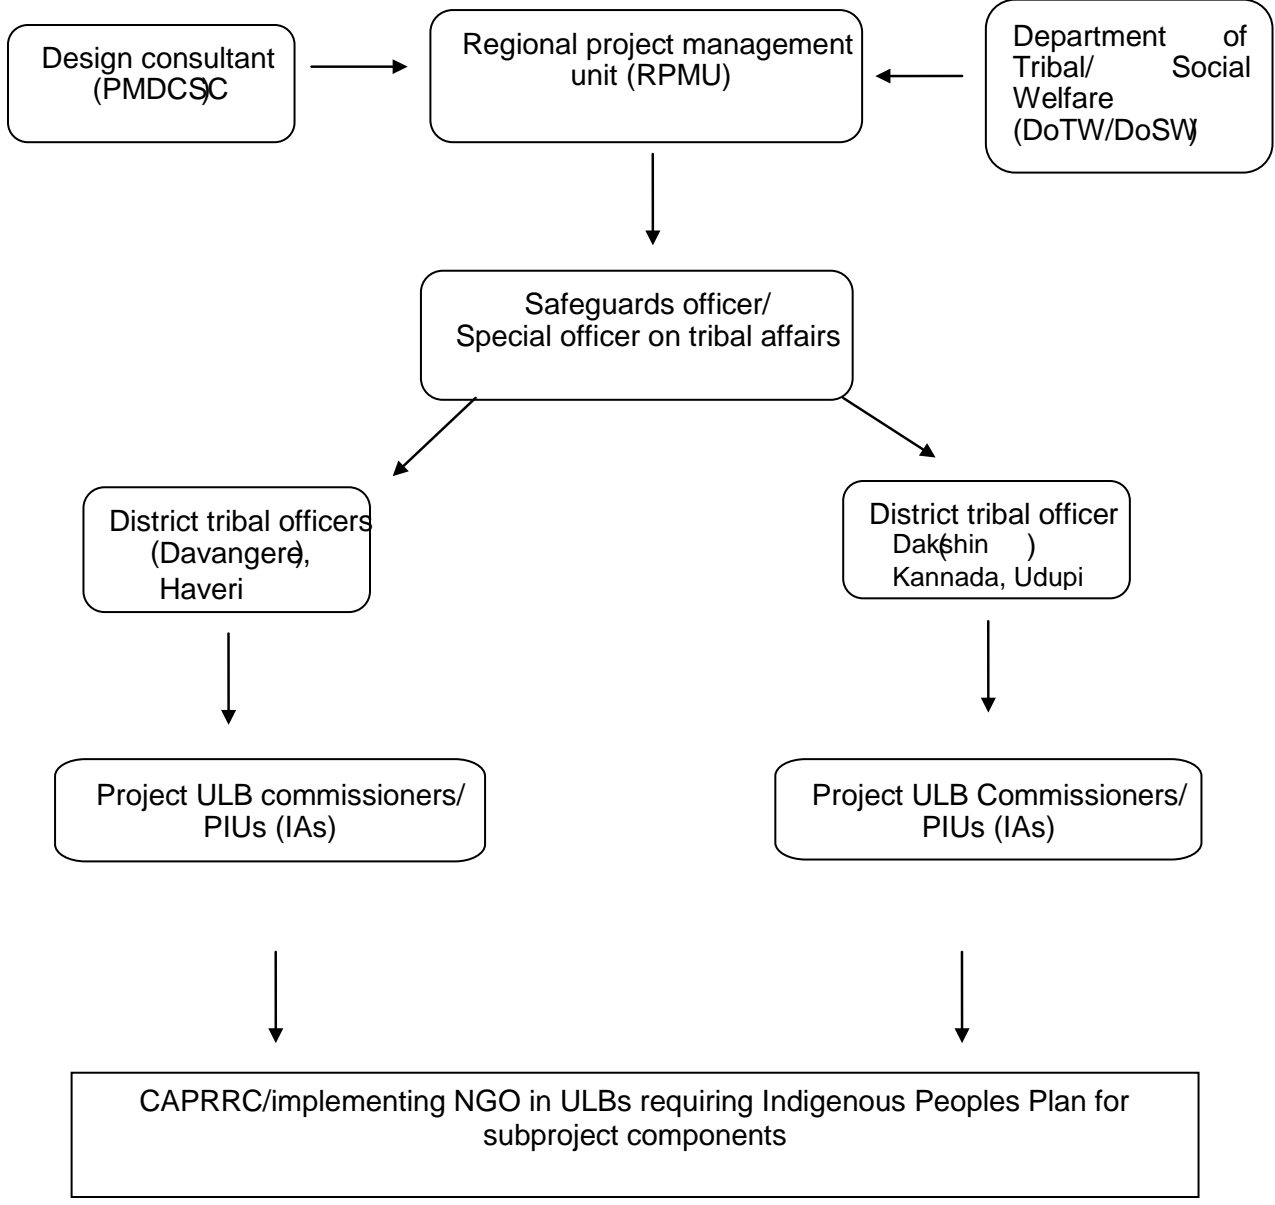 Design consultant
(PMDCSC)
Regional project management
unit (RPMU)
Department of
Tribal/ Social
Welfare
(DoTW/DoSW)
Safeguards officer/
Special officer on tribal affairs
District tribal officers
(Davangere),
Haveri
District tribal officer
(Dakshin )
Kannada, Udupi
Project ULB commissioners/
PIUs (IAs)
Project ULB Commissioners/
PIUs (IAs)
CAPRRC/implementing NGO in ULBs requiring Indigenous Peoples Plan for
subproject components